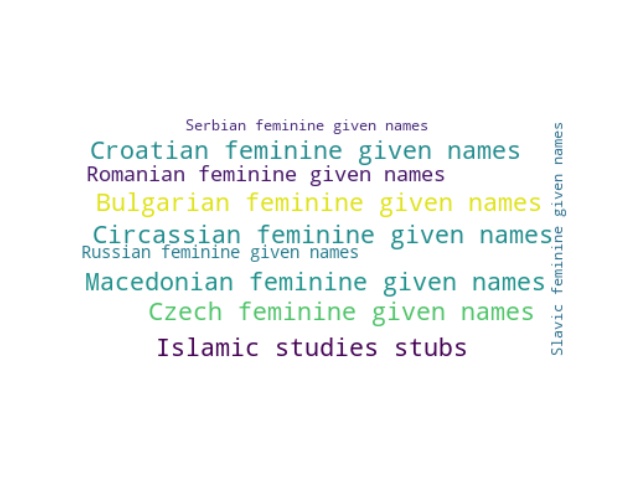 Serbian feminine given names
Croatian feminine given names
Romanian feminine given names
Bulgarian feminine given names
Circassian feminine given names
Russian feminine given names
Macedonian feminine given names
Czech feminine given names
Islamic studies stubs
Slavic feminine given names